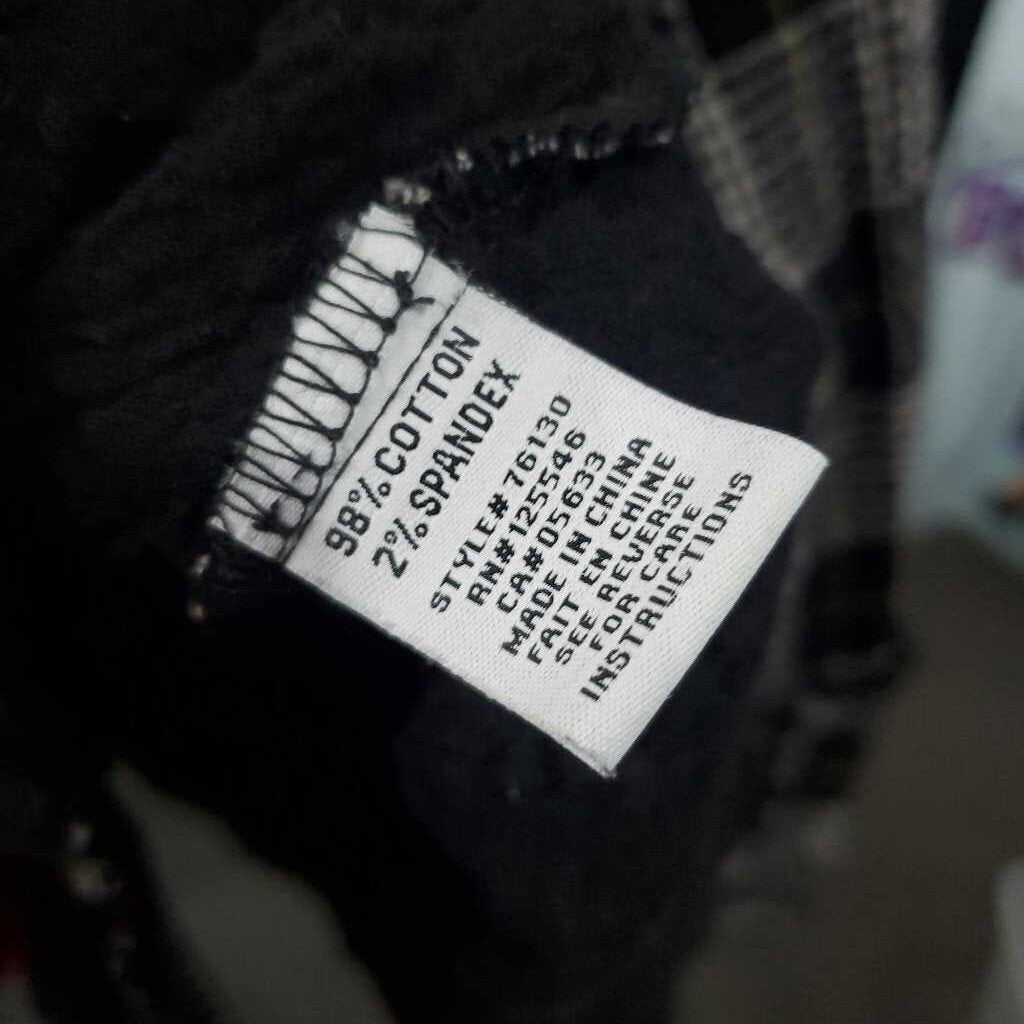 98% COTTON
2% SPANDEX
STYLE# 76130
RN#125546
CA#05633
MADE IN CHINA
FAIT EN CHINE
SEE REVERSE
FOR CARE
INSTRUCTIONS